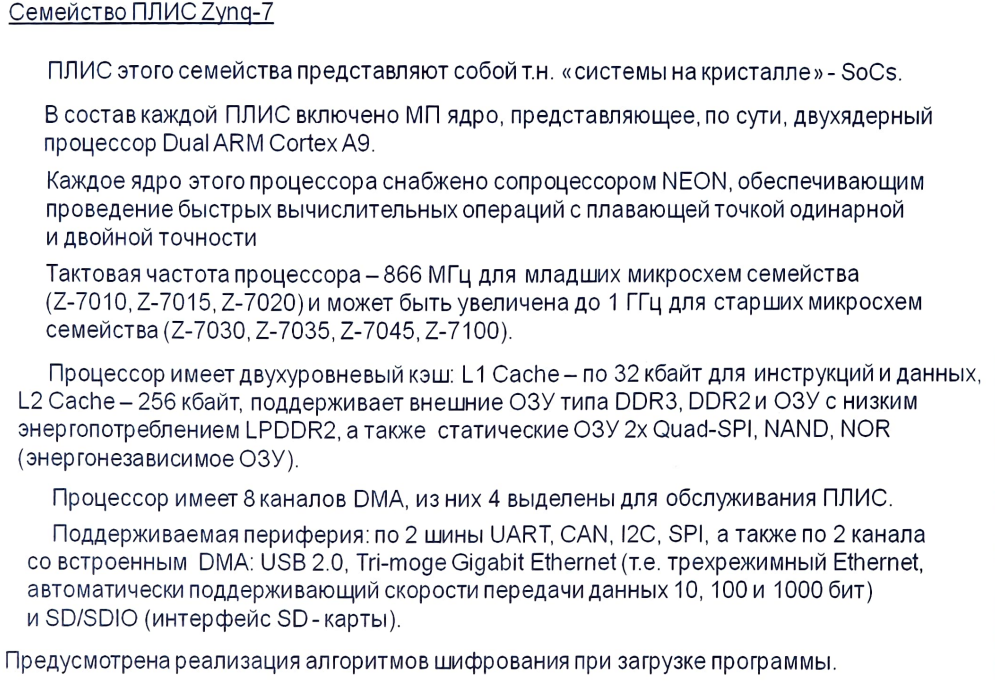 Семейство ПЛИС Zynq-7
ПЛИС этого семейства представляют собой т.н. «системы на кристалле» - SoCs.
В состав каждой ПЛИС включено МП ядро, представляющее, по сути, двухядерный
процессор Dual ARM Cortex A9.
Каждое ядро этого процессора снабжено сопроцессором NEON, обеспечивающим
проведение быстрых вычислительных операций с плавающей точкой одинарной
и двойной точности
Тактовая частота процессора – 866 МГц для младших микросхем семейства
(Z-7010, Z-7015, Z-7020) и может быть увеличена до 1 ГГц для старших микросхем
семейства (Z-7030, Z-7035, Z-7045, Z-7100).
Процессор имеет двухуровневый кэш: L1 Cache – по 32 кбайт для инструкций и данных,
L2 Cache – 256 кбайт, поддерживает внешние ОЗУ типа DDR3, DDR2 и ОЗУ с низким
энергопотреблением LPDDR2, а также статические ОЗУ 2x Quad-SPI, NAND, NOR
(энергонезависимое ОЗУ).
Процессор имеет 8 каналов DMA, из них 4 выделены для обслуживания ПЛИС.
Поддерживаемая периферия: по 2 шины UART, CAN, I2C, SPI, а также по 2 канала
со встроенным DMA: USB 2.0, Tri-moge Gigabit Ethernet (т.е. трехрежимный Ethernet,
автоматически поддерживающий скорости передачи данных 10, 100 и 1000 бит)
и SD/SDIO (интерфейс SD - карты).
Предусмотрена реализация алгоритмов шифрования при загрузке программы.